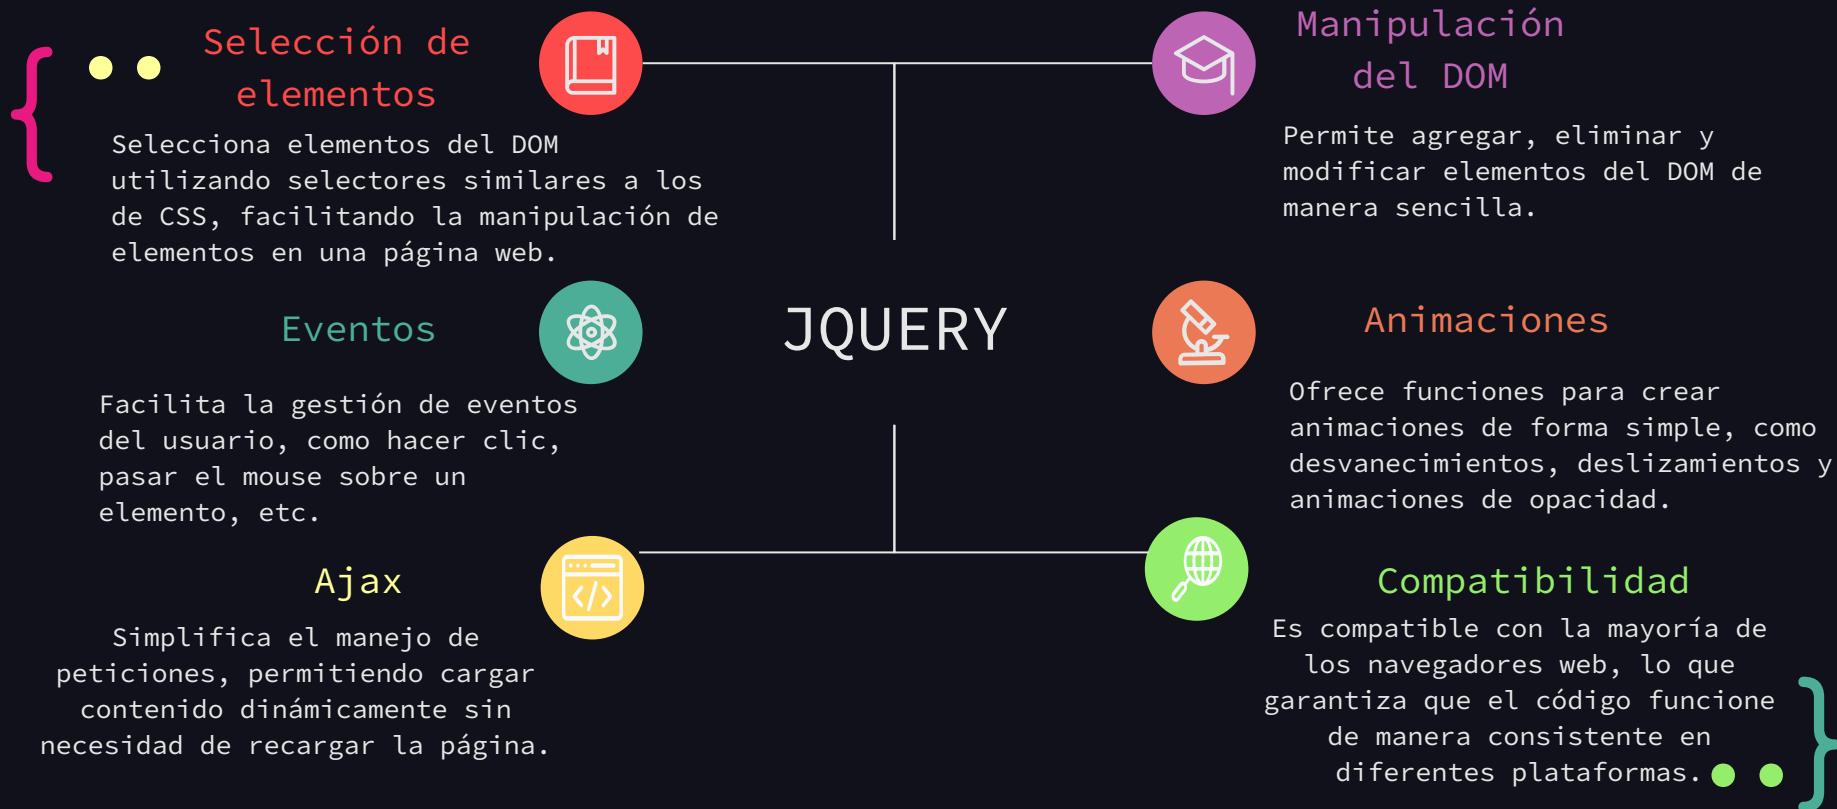 Selección de
elementos
Selecciona elementos del DOM
utilizando selectores similares a los
de CSS, facilitando la manipulación de
elementos en una página web.
Eventos
Facilita la gestión de eventos
del usuario, como hacer clic,
pasar el mouse sobre un
elemento, etc.
Ajax
Simplifica el manejo de
peticiones, permitiendo cargar
contenido dinámicamente sin
necesidad de recargar la página.
JQUERY
Manipulación
del DOM
Permite agregar, eliminar y
modificar elementos del DOM de
manera sencilla.
Animaciones
Ofrece funciones para crear
animaciones de forma simple, como
desvanecimientos, deslizamientos y
animaciones de opacidad.
Compatibilidad
Es compatible con la mayoría de
los navegadores web, lo que
garantiza que el código funcione
de manera consistente en
diferentes plataformas.